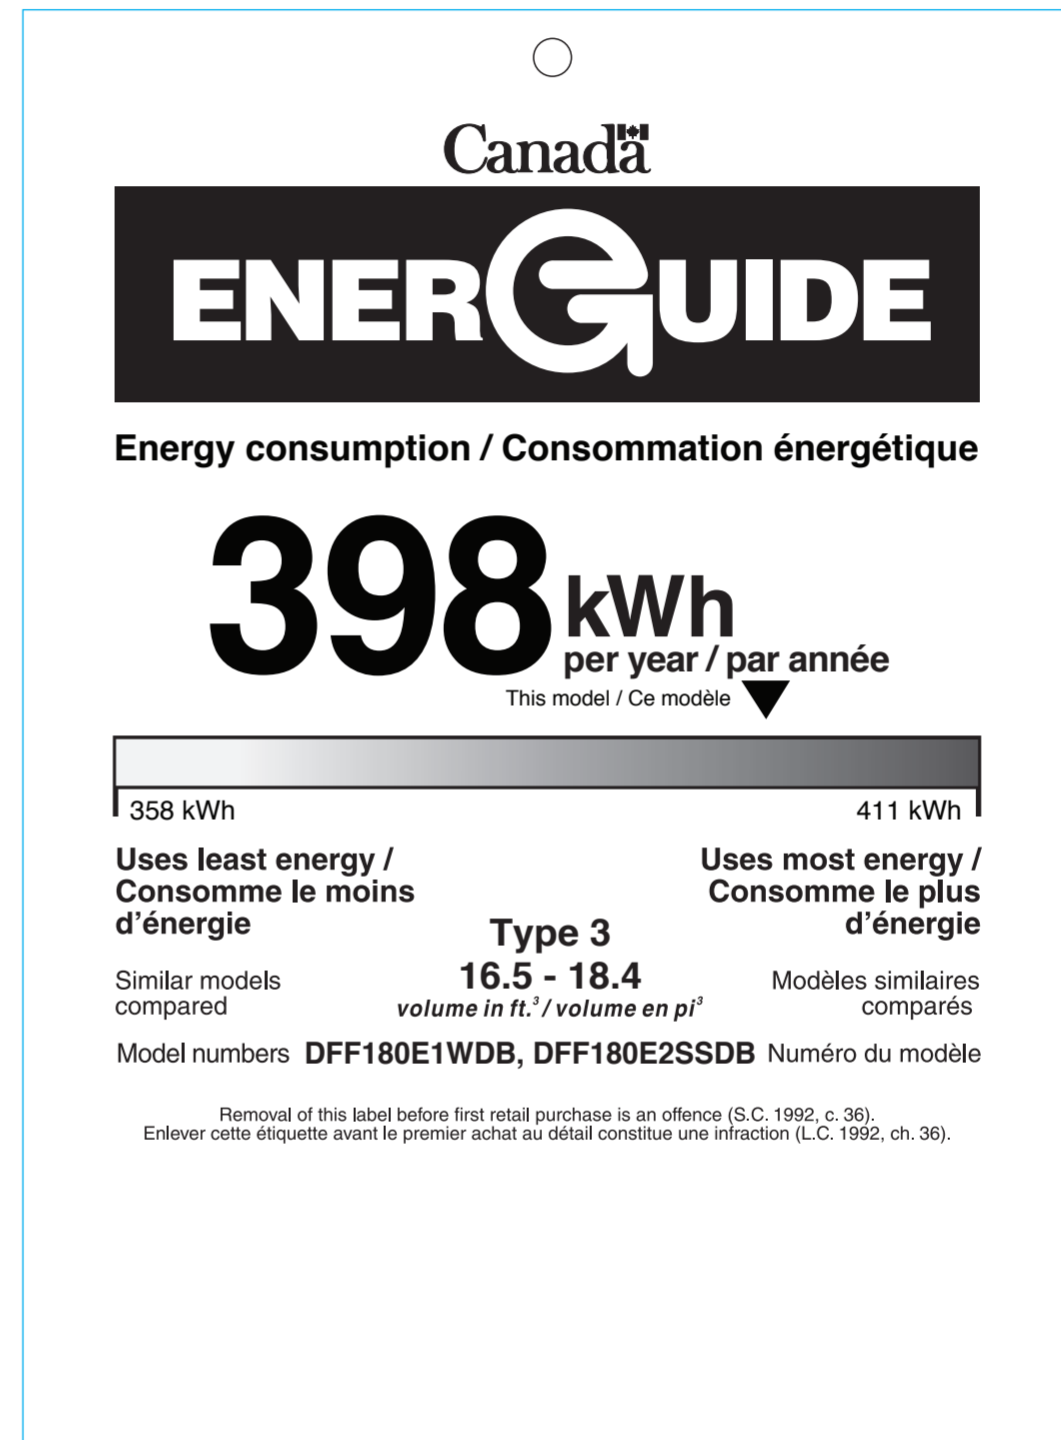 Canada
ENERGUIDE
Energy consumption / Consommation énergétique
398 kWh
per year / par année
This model / Ce modèle
358 kWh 411 kWh
Uses least energy / Uses most energy /
Consomme le moins Consomme le plus
d'énergie d'énergie
Type 3
Similar models 16.5 - 18.4 Modèles similaires
compared volume in ft.³ / volume en pi³ comparés
Model numbers DFF180E1WDB, DFF180E2SSDB Numéro du modèle
Removal of this label before first retail purchase is an offence (S.C. 1992, c. 36).
Enlever cette étiquette avant le premier achat au détail constitue une infraction (L.C. 1992, ch. 36).